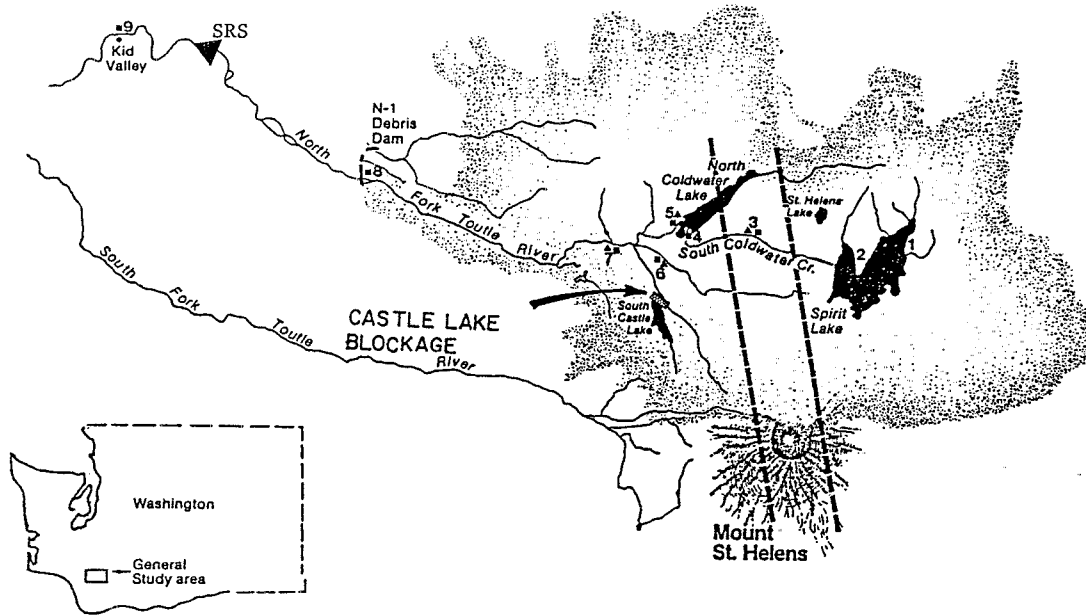 9
Kid
Valley
SRS
N-1
Debris
Dam
8
North
Fork Toutle
River
South
Fork
Toutle
River
CASTLE LAKE
BLOCKAGE
North
Coldwater
Lake
5
4
3
St. Helens
Lake
South Coldwater Cr.
2
1
Spirit
Lake
6
South
Castle
Lake
Mount
St. Helens
Washington
General
Study area